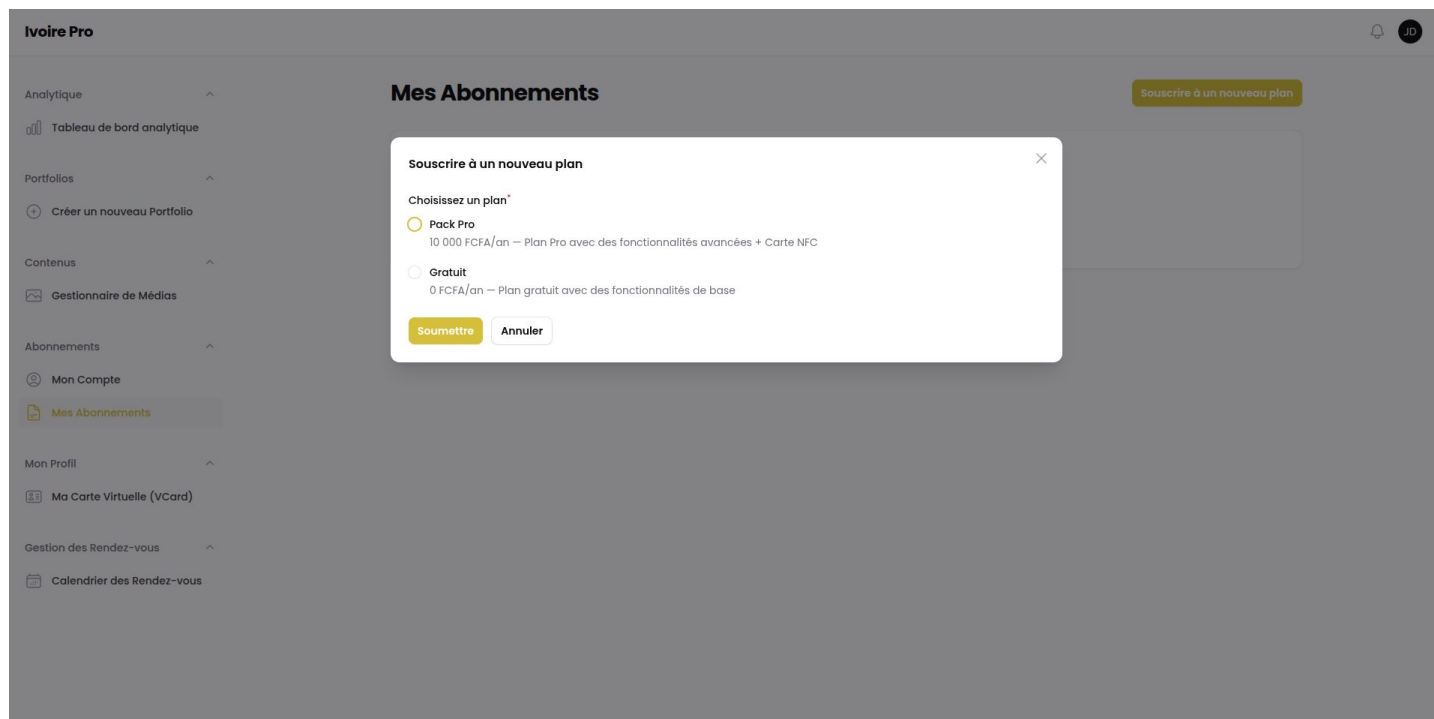 Ivoire Pro
JD
Analytique
Tableau de bord analytique
Portfolios
Créer un nouveau Portfolio
Contenus
Gestionnaire de Médias
Abonnements
Mon Compte
Mes Abonnements
Mon Profil
Ma Carte Virtuelle (VCard)
Gestion des Rendez-vous
Calendrier des Rendez-vous
Mes Abonnements
Souscrire à un nouveau plan
Souscrire à un nouveau plan
Choisissez un plan*
Pack Pro
10 000 FCFA/an — Plan Pro avec des fonctionnalités avancées + Carte NFC
Gratuit
0 FCFA/an — Plan gratuit avec des fonctionnalités de base
Soumettre
Annuler